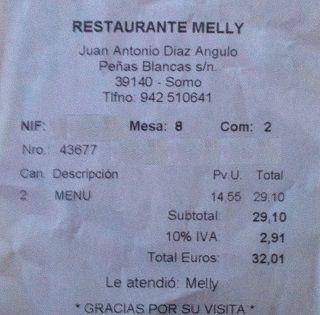 RESTAURANTE MELLY
Juan Antonio Diaz Angulo
Peñas Blancas s/n.
39140 - Somo
Tlfno: 942 510641
NIF: Mesa: 8 Com: 2
Nro.: 43677
Can. Descripción Pv U. Total
2 MENU 14,55 29,10
Subtotal: 29,10
10% IVA: 2,91
Total Euros: 32,01
Le atendió: Melly
* GRACIAS POR SU VISITA *